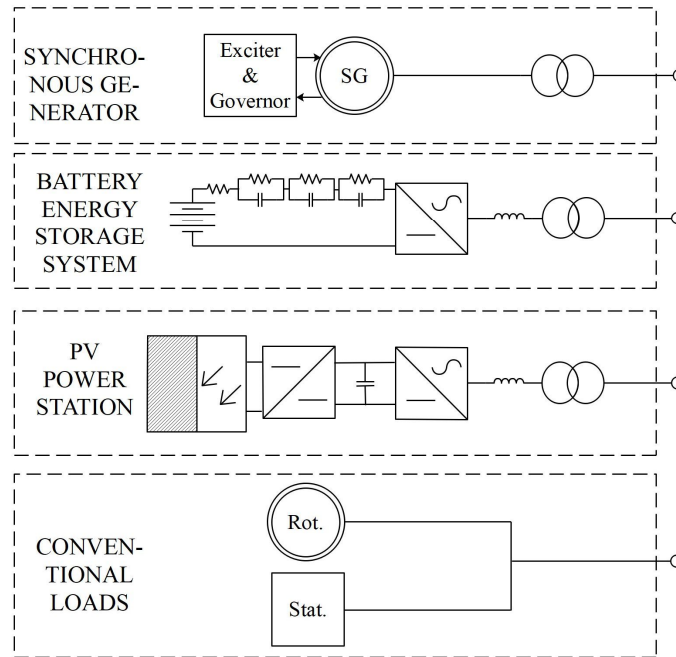 SYNCHRO-
NOUS GE-
NERATOR
Exciter
&
Governor
SG
BATTERY
ENERGY
STORAGE
SYSTEM
PV
POWER
STATION
CONVEN-
TIONAL
LOADS
Rot.
Stat.